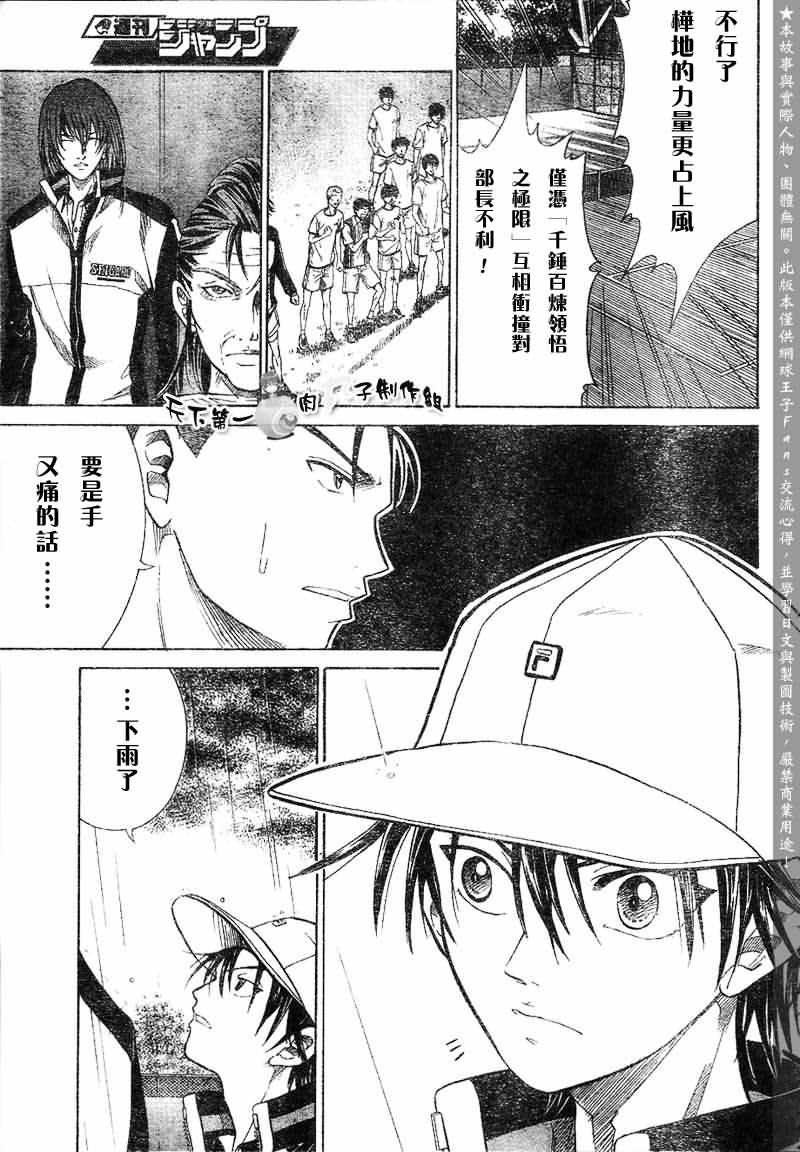 週刊
ジャンプ
不行了
樺地的力量更占上風
僅憑「千錘百煉領悟
之極限」互相衝撞對
部長不利！
SEIGAKU
要是手
又痛的話……
…下雨了
F
★本故事與實際人物、團體無關。此版本僅供網球王子Fans交流心得，並學習日文與製圖技術，嚴禁商業用途！
天下第一
肉
子制作組